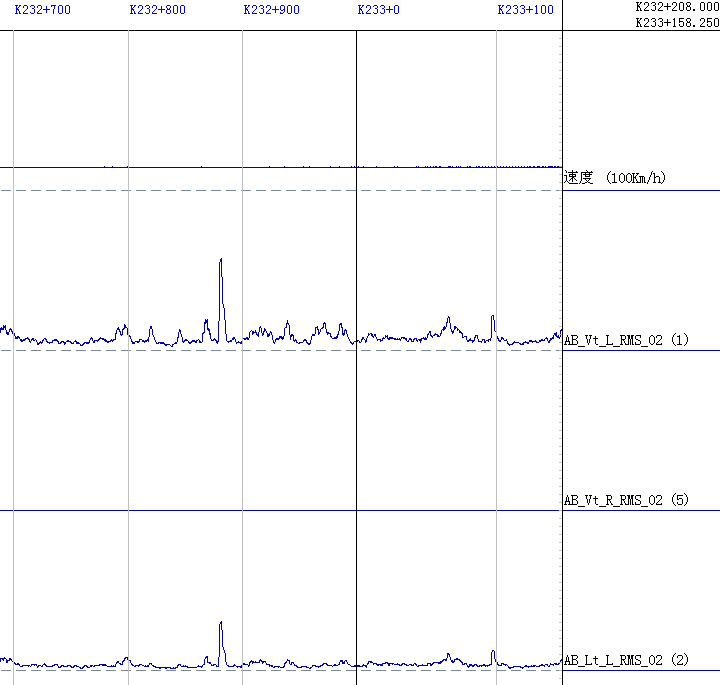 K232+700 K232+800 K232+900 K233+0 K233+100 K232+208.000
K233+158.250
速度 (100Km/h)
AB_Vt_L_RMS_02 (1)
AB_Vt_R_RMS_02 (5)
AB_Lt_L_RMS_02 (2)